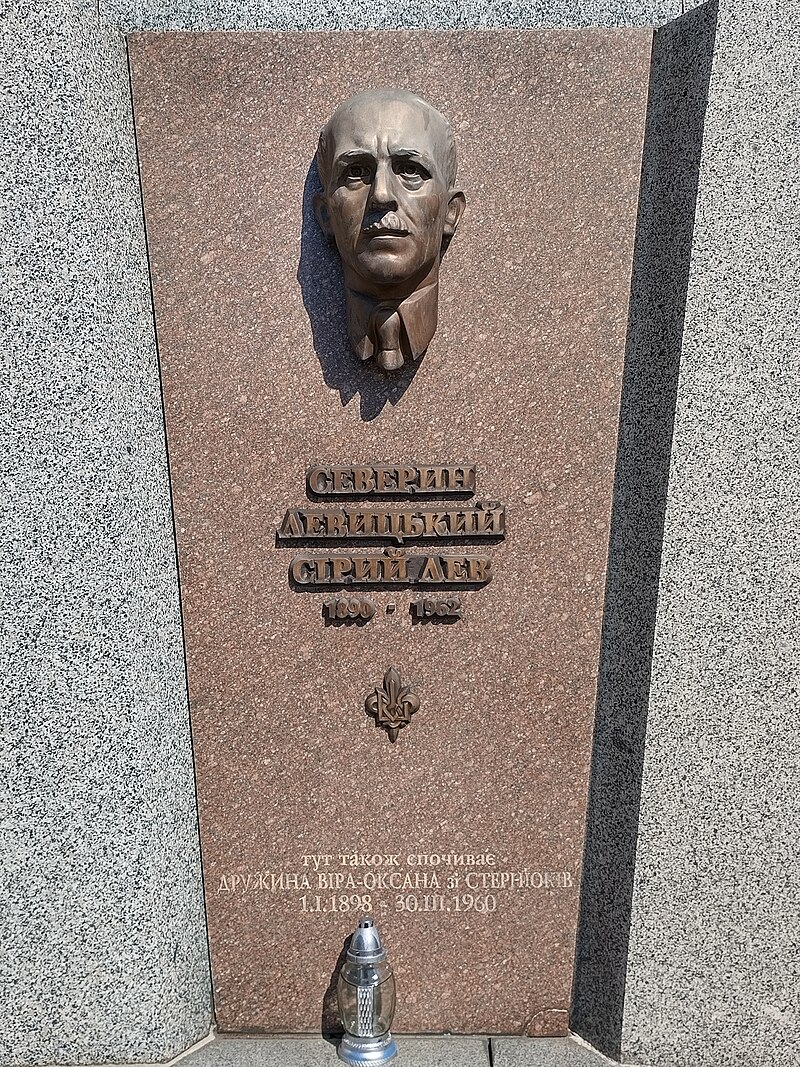 СЕВЕРИН
ЛЕВИЦЬКИЙ
СІРИЙ ЛЕВ
1890 - 1962
тут також спочиває
ДРУЖИНА ВІРА-ОКСАНА зі СТЕРНЮКІВ
1.I.1898 - 30.III.1960